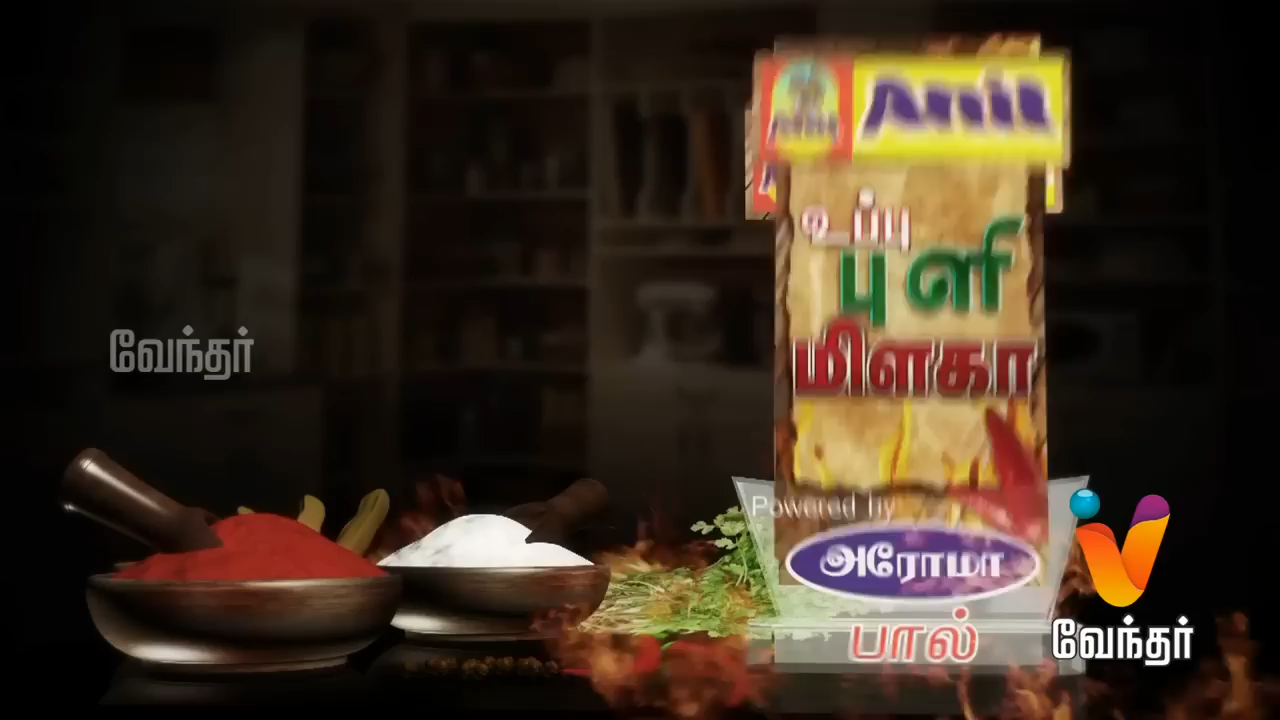 Anil
உப்பு
புளி
மிளகா
வேந்தர்
Powered by
அரோமா
பால்
வேந்தர்